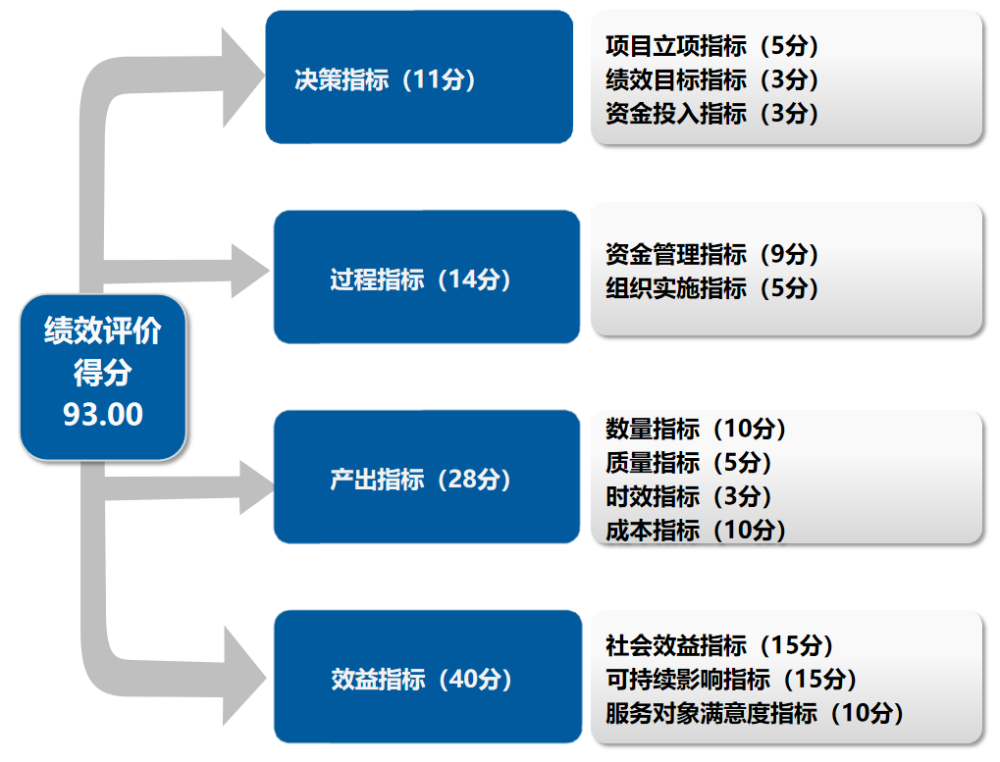 决策指标（11分）
项目立项指标（5分）
绩效目标指标（3分）
资金投入指标（3分）
过程指标（14分）
资金管理指标（9分）
组织实施指标（5分）
绩效评价
得分
93.00
产出指标（28分）
数量指标（10分）
质量指标（5分）
时效指标（3分）
成本指标（10分）
效益指标（40分）
社会效益指标（15分）
可持续影响指标（15分）
服务对象满意度指标（10分）